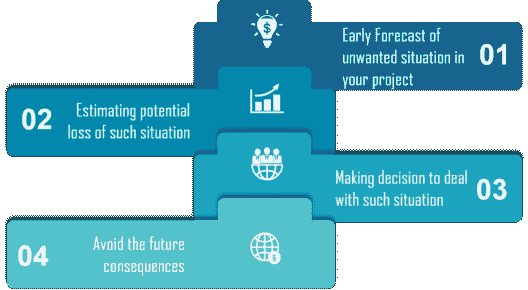 Early Forecast of
unwanted situation in
your project
01
02
Estimating potential
loss of such situation
Making decision to deal
with such situation
03
04
Avoid the future
consequences